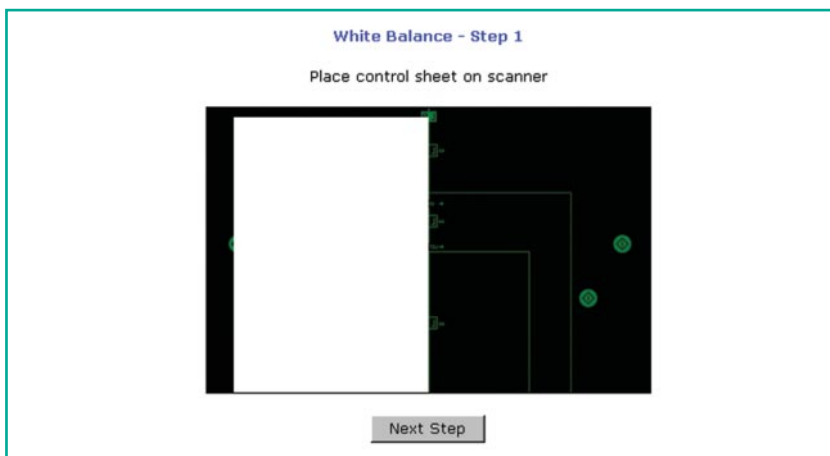 White Balance - Step 1
Place control sheet on scanner
Next Step